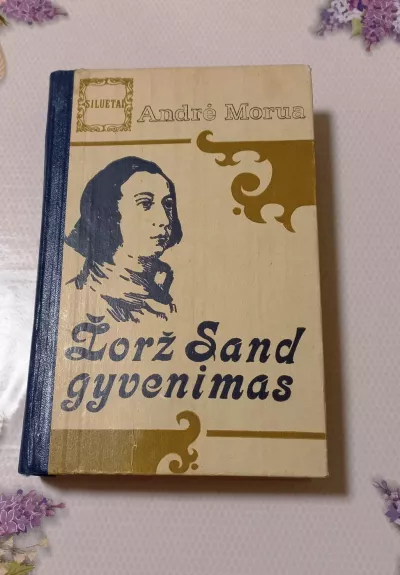 SILUETAI
André Morua
Žorž Sand
gyvenimas